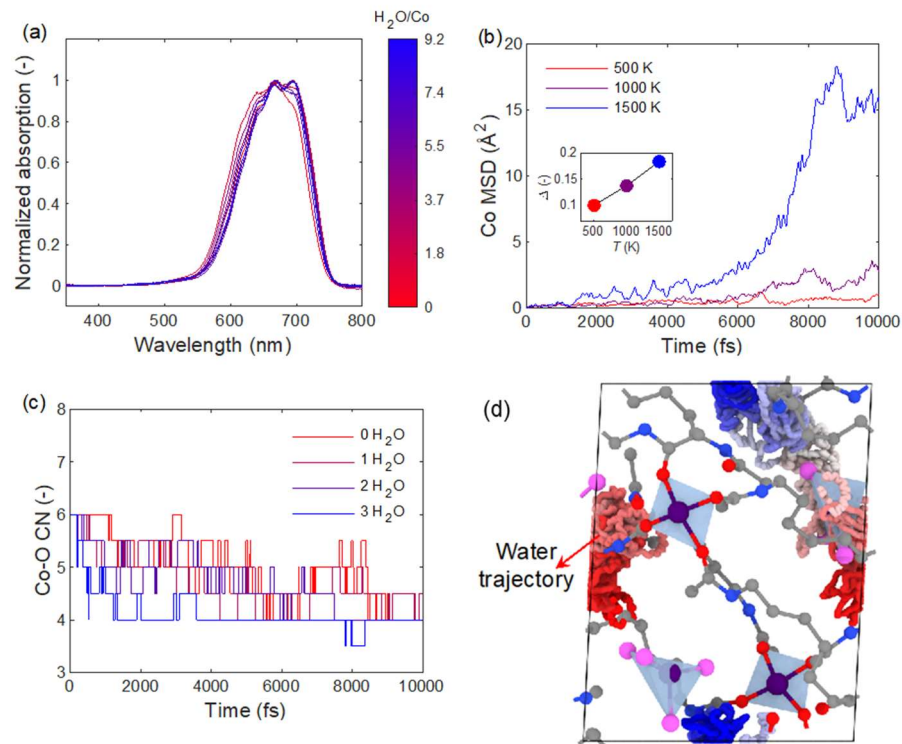 (a)
H₂O/Co
9.2
7.4
5.5
3.7
1.8
0
Normalized absorption (-)
1
0.8
0.6
0.4
0.2
0
400 500 600 700 800
Wavelength (nm)
(b)
Co MSD (Å²)
20
15
10
5
0
500 K
1000 K
1500 K
Δ (-)
0.2
0.15
0.1
500 1000 1500
T (K)
0 2000 4000 6000 8000 10000
Time (fs)
(c)
Co-O CN (-)
8
7
6
5
4
3
0 H₂O
1 H₂O
2 H₂O
3 H₂O
0 2000 4000 6000 8000 10000
Time (fs)
(d)
Water
trajectory